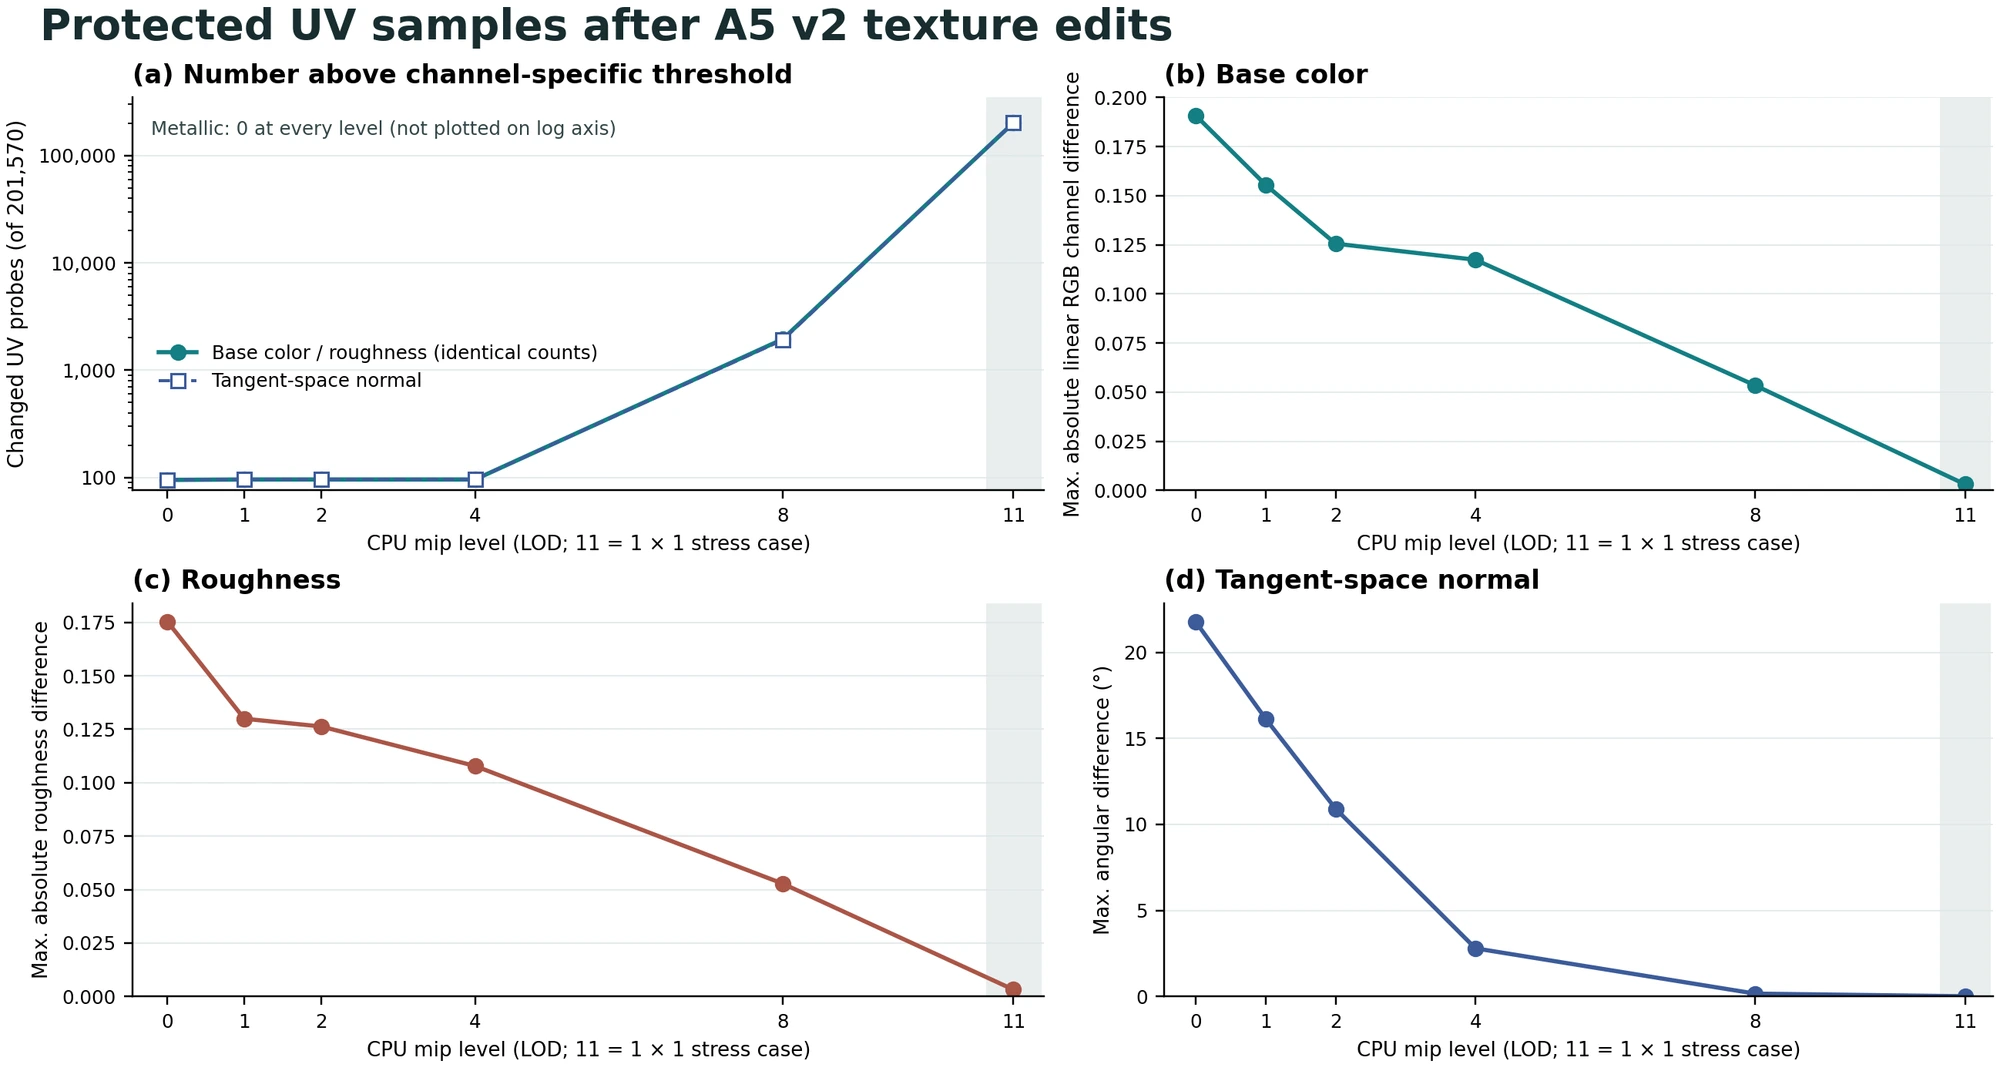 Protected UV samples after A5 v2 texture edits
(a) Number above channel-specific threshold
Changed UV probes (of 201,570)
100,000
10,000
1,000
100
Metallic: 0 at every level (not plotted on log axis)
Base color / roughness (identical counts)
Tangent-space normal
0 1 2 4 8 11
CPU mip level (LOD; 11 = 1 × 1 stress case)
(b) Base color
Max. absolute linear RGB channel difference
0.200
0.175
0.150
0.125
0.100
0.075
0.050
0.025
0.000
0 1 2 4 8 11
CPU mip level (LOD; 11 = 1 × 1 stress case)
(c) Roughness
Max. absolute roughness difference
0.175
0.150
0.125
0.100
0.075
0.050
0.025
0.000
0 1 2 4 8 11
CPU mip level (LOD; 11 = 1 × 1 stress case)
(d) Tangent-space normal
Max. angular difference (°)
20
15
10
5
0
0 1 2 4 8 11
CPU mip level (LOD; 11 = 1 × 1 stress case)